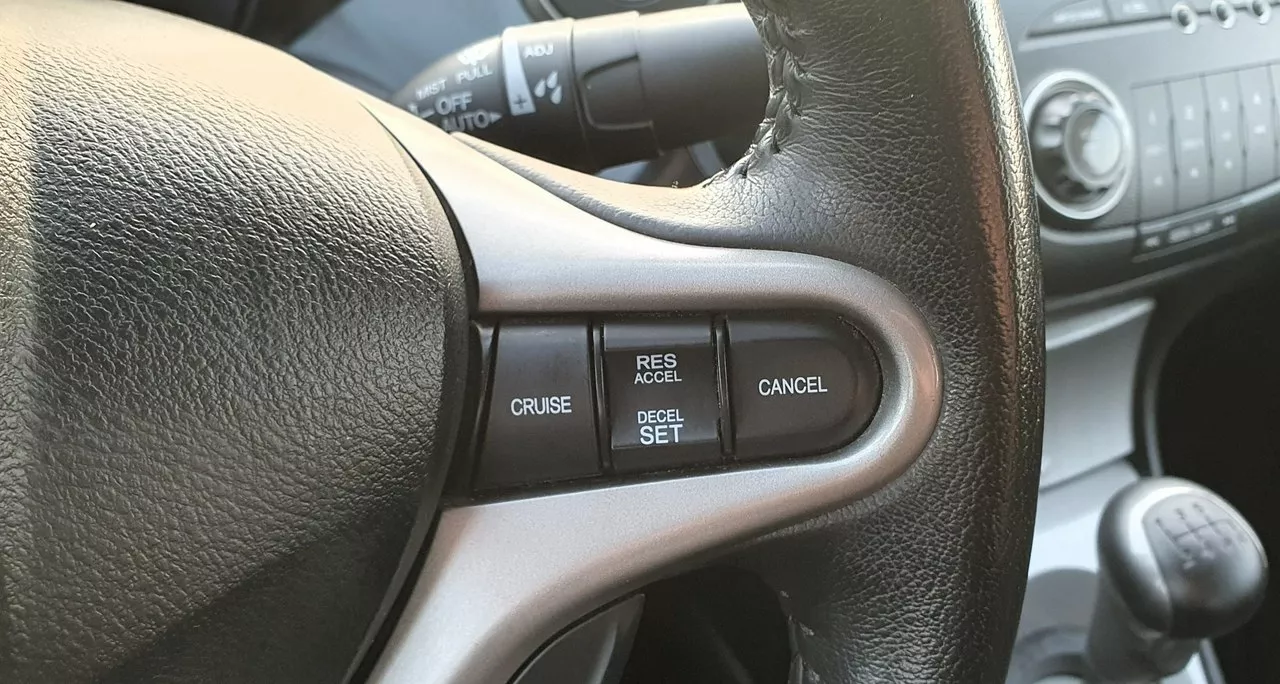 ADJ
MIST PULL
OFF
AUTO
CRUISE
RES
ACCEL
DECEL
SET
CANCEL